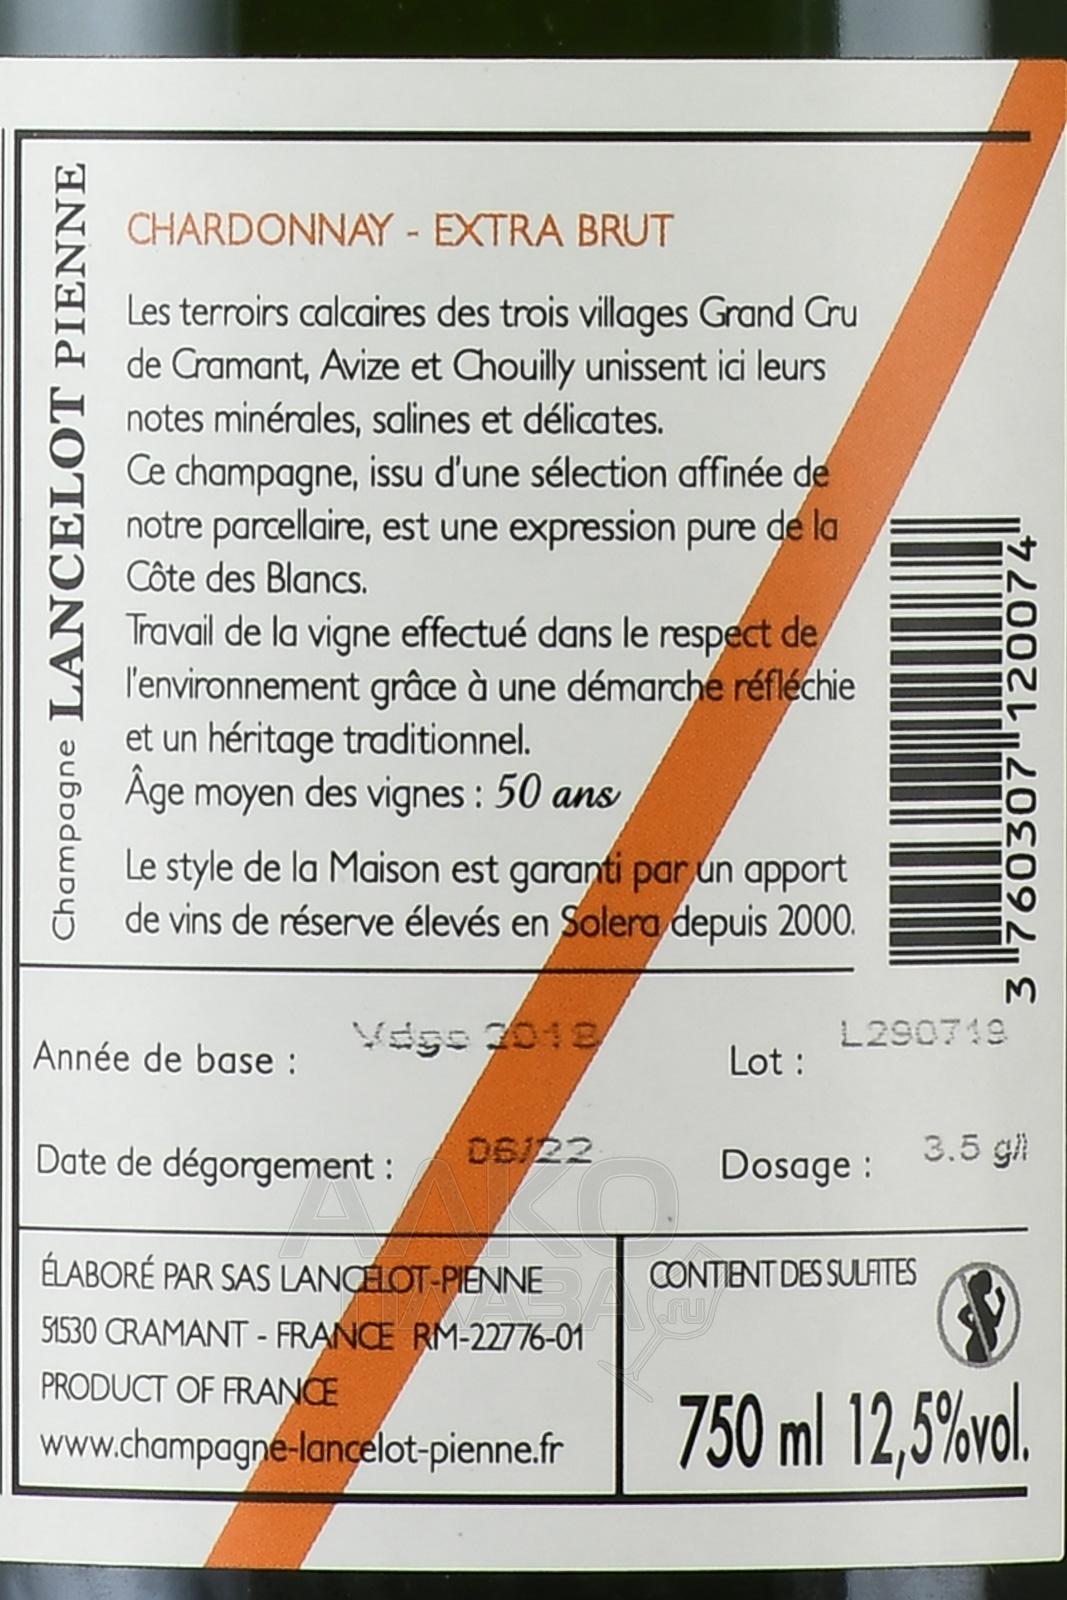 Champagne LANCELOT PIENNE
CHARDONNAY - EXTRA BRUT
Les terroirs calcaires des trois villages Grand Cru
de Cramant, Avize et Chouilly unissent ici leurs
notes minérales, salines et délicates.
Ce champagne, issu d'une sélection affinée de
notre parcellaire, est une expression pure de la
Côte des Blancs.
Travail de la vigne effectué dans le respect de
l'environnement grâce à une démarche réfléchie
et un héritage traditionnel.
Âge moyen des vignes : 50 ans
Le style de la Maison est garanti par un apport
de vins de réserve élevés en Solera depuis 2000.
3 760307 120074
Année de base : Vdge 2018
Lot : L290719
Date de dégorgement : 06/22
Dosage : 3.5 g/l
ÉLABORÉ PAR SAS LANCELOT-PIENNE
51530 CRAMANT - FRANCE RM-22776-01
PRODUCT OF FRANCE
www.champagne-lancelot-pienne.fr
CONTIENT DES SULFITES
750 ml 12,5%vol.
ААКО
ПИАВА.ru